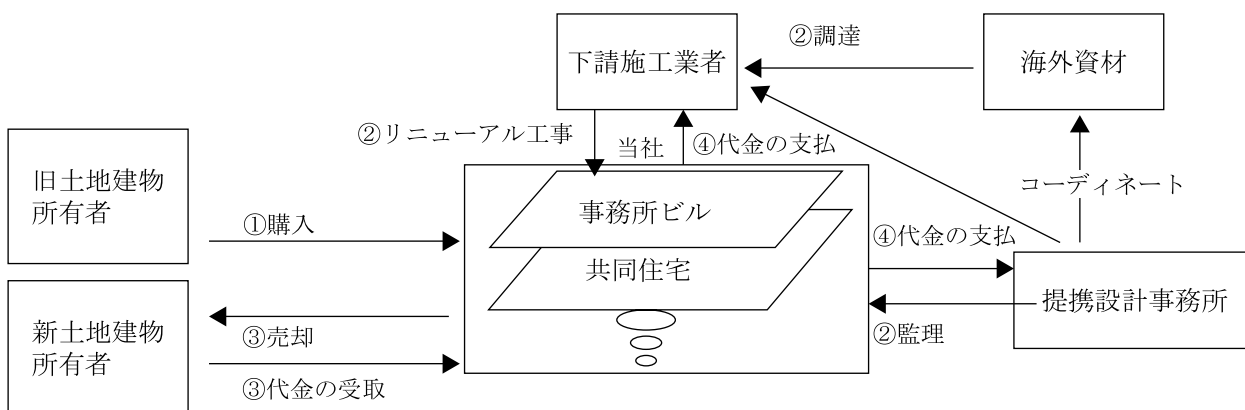 下請施工業者
②調達
海外資材
②リニューアル工事
当社
④代金の支払
旧土地建物
所有者
①購入
事務所ビル
共同住宅
コーディネート
④代金の支払
提携設計事務所
②監理
新土地建物
所有者
③売却
③代金の受取